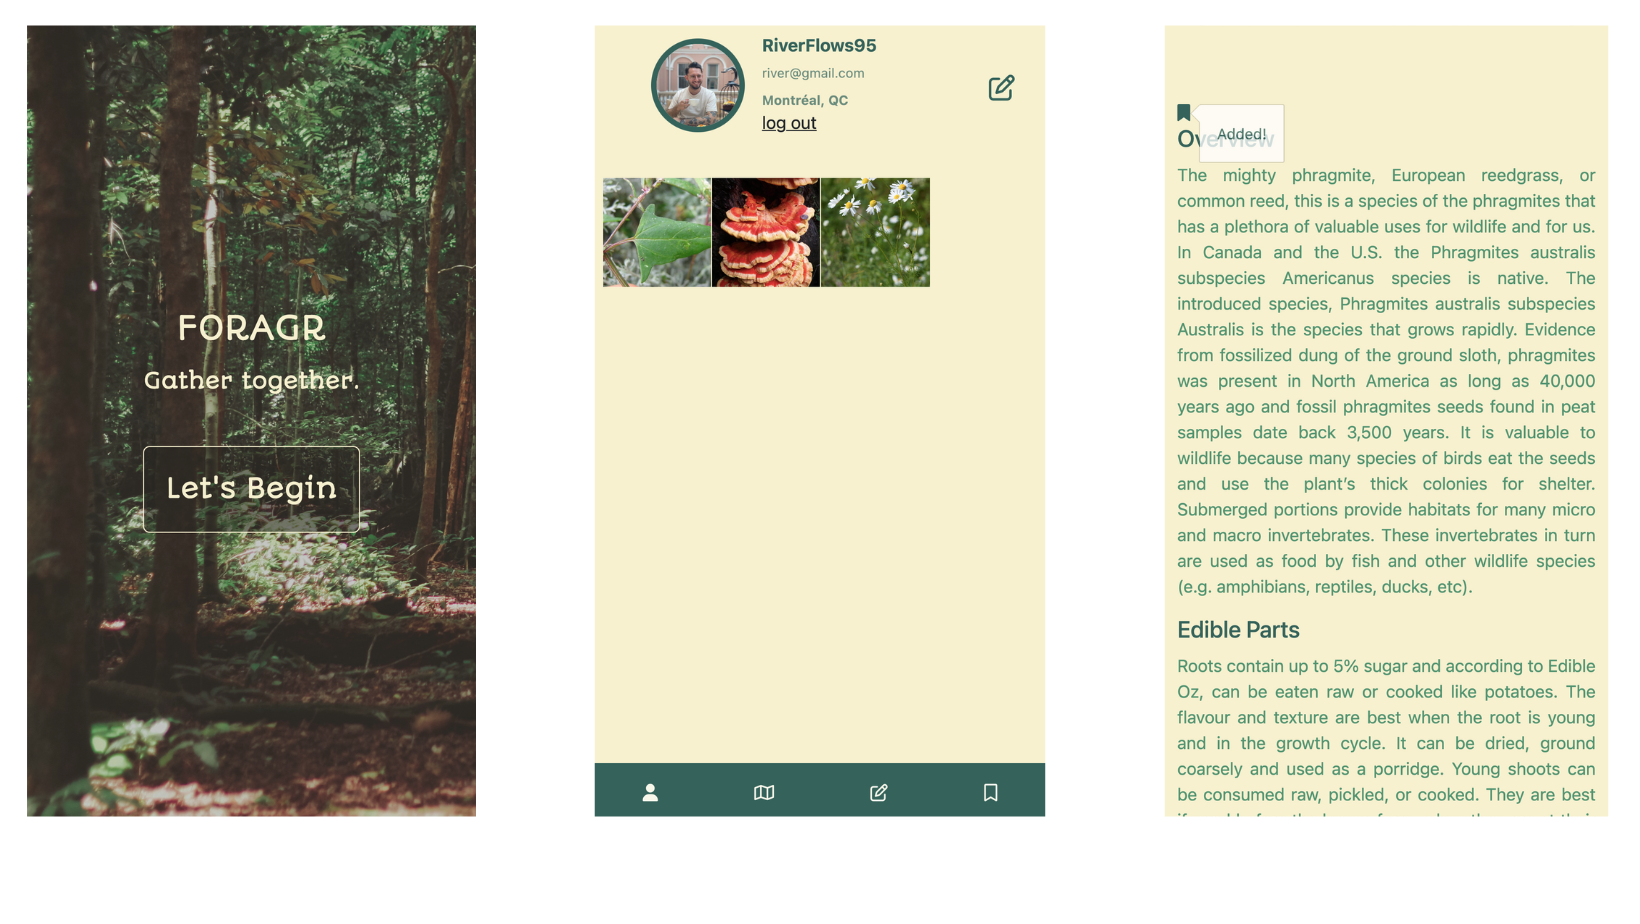 FORAGR
Gather together.
Let's Begin
RiverFlows95
river@gmail.com
Montréal, QC
log out
Added!
Overview
The mighty phragmite, European reedgrass, or
common reed, this is a species of the phragmites that
has a plethora of valuable uses for wildlife and for us.
In Canada and the U.S. the Phragmites australis
subspecies Americanus species is native. The
introduced species, Phragmites australis subspecies
Australis is the species that grows rapidly. Evidence
from fossilized dung of the ground sloth, phragmites
was present in North America as long as 40,000
years ago and fossil phragmites seeds found in peat
samples date back 3,500 years. It is valuable to
wildlife because many species of birds eat the seeds
and use the plant’s thick colonies for shelter.
Submerged portions provide habitats for many micro
and macro invertebrates. These invertebrates in turn
are used as food by fish and other wildlife species
(e.g. amphibians, reptiles, ducks, etc).
Edible Parts
Roots contain up to 5% sugar and according to Edible
Oz, can be eaten raw or cooked like potatoes. The
flavour and texture are best when the root is young
and in the growth cycle. It can be dried, ground
coarsely and used as a porridge. Young shoots can
be consumed raw, pickled, or cooked. They are best